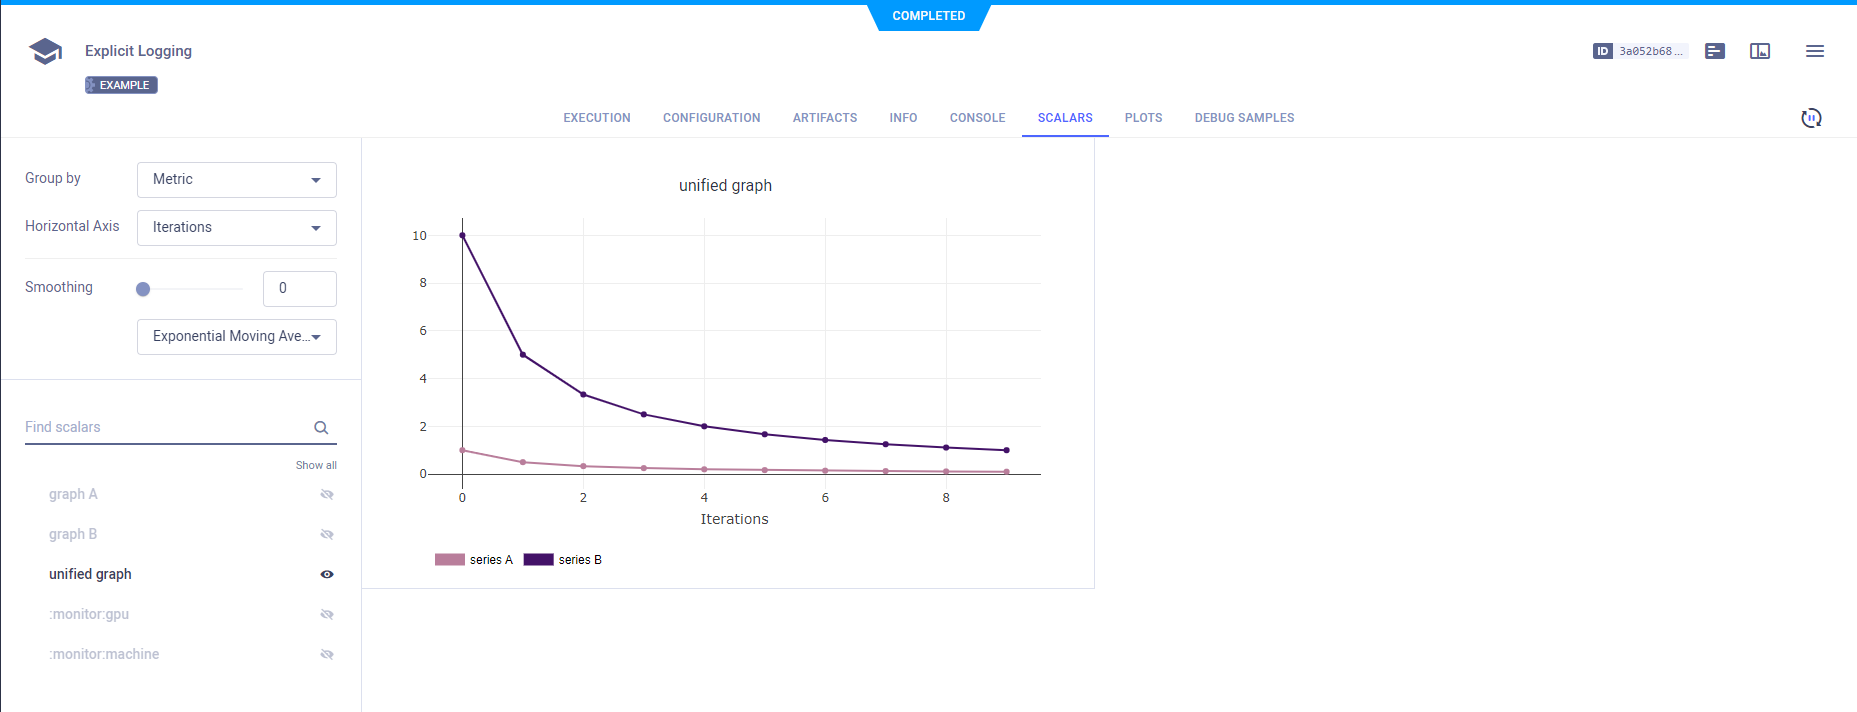 COMPLETED
Explicit Logging
EXAMPLE
ID 3a052b68...
EXECUTION CONFIGURATION ARTIFACTS INFO CONSOLE SCALARS PLOTS DEBUG SAMPLES
Group by Metric
Horizontal Axis Iterations
Smoothing 0
Exponential Moving Ave...
Find scalars
Show all
graph A
graph B
unified graph
:monitor:gpu
:monitor:machine
unified graph
10
8
6
4
2
0
0 2 4 6 8
Iterations
series A series B